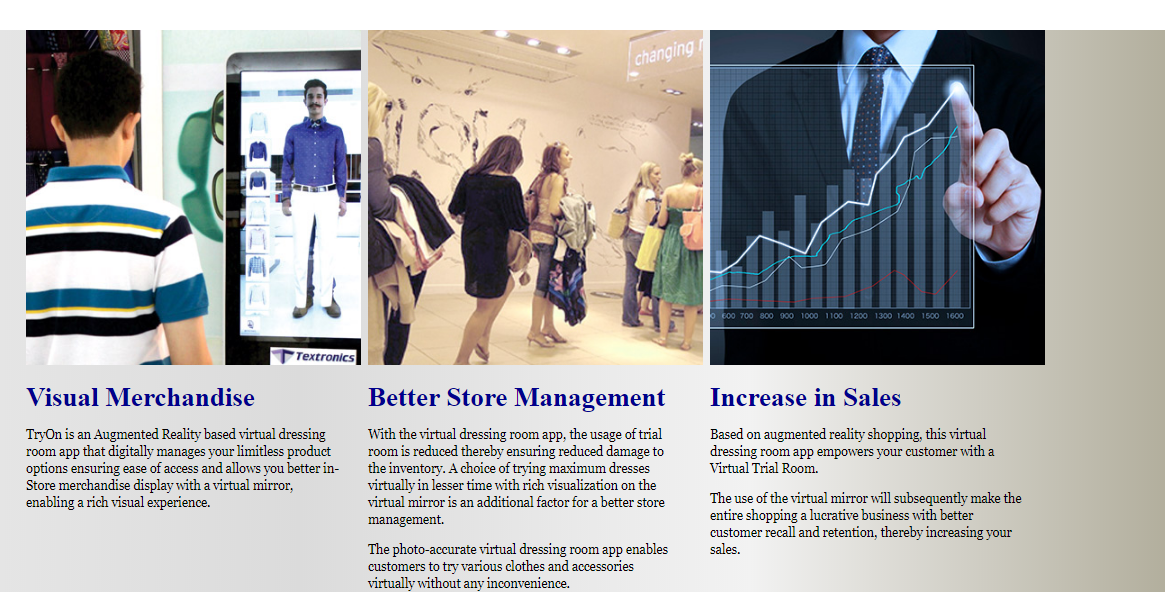 changing r
Textronics
600 700 800 900 1000 1100 1200 1300 1400 1500 1600
Visual Merchandise
TryOn is an Augmented Reality based virtual dressing
room app that digitally manages your limitless product
options ensuring ease of access and allows you better in-
Store merchandise display with a virtual mirror,
enabling a rich visual experience.
Better Store Management
With the virtual dressing room app, the usage of trial
room is reduced thereby ensuring reduced damage to
the inventory. A choice of trying maximum dresses
virtually in lesser time with rich visualization on the
virtual mirror is an additional factor for a better store
management.
The photo-accurate virtual dressing room app enables
customers to try various clothes and accessories
virtually without any inconvenience.
Increase in Sales
Based on augmented reality shopping, this virtual
dressing room app empowers your customer with a
Virtual Trial Room.
The use of the virtual mirror will subsequently make the
entire shopping a lucrative business with better
customer recall and retention, thereby increasing your
sales.